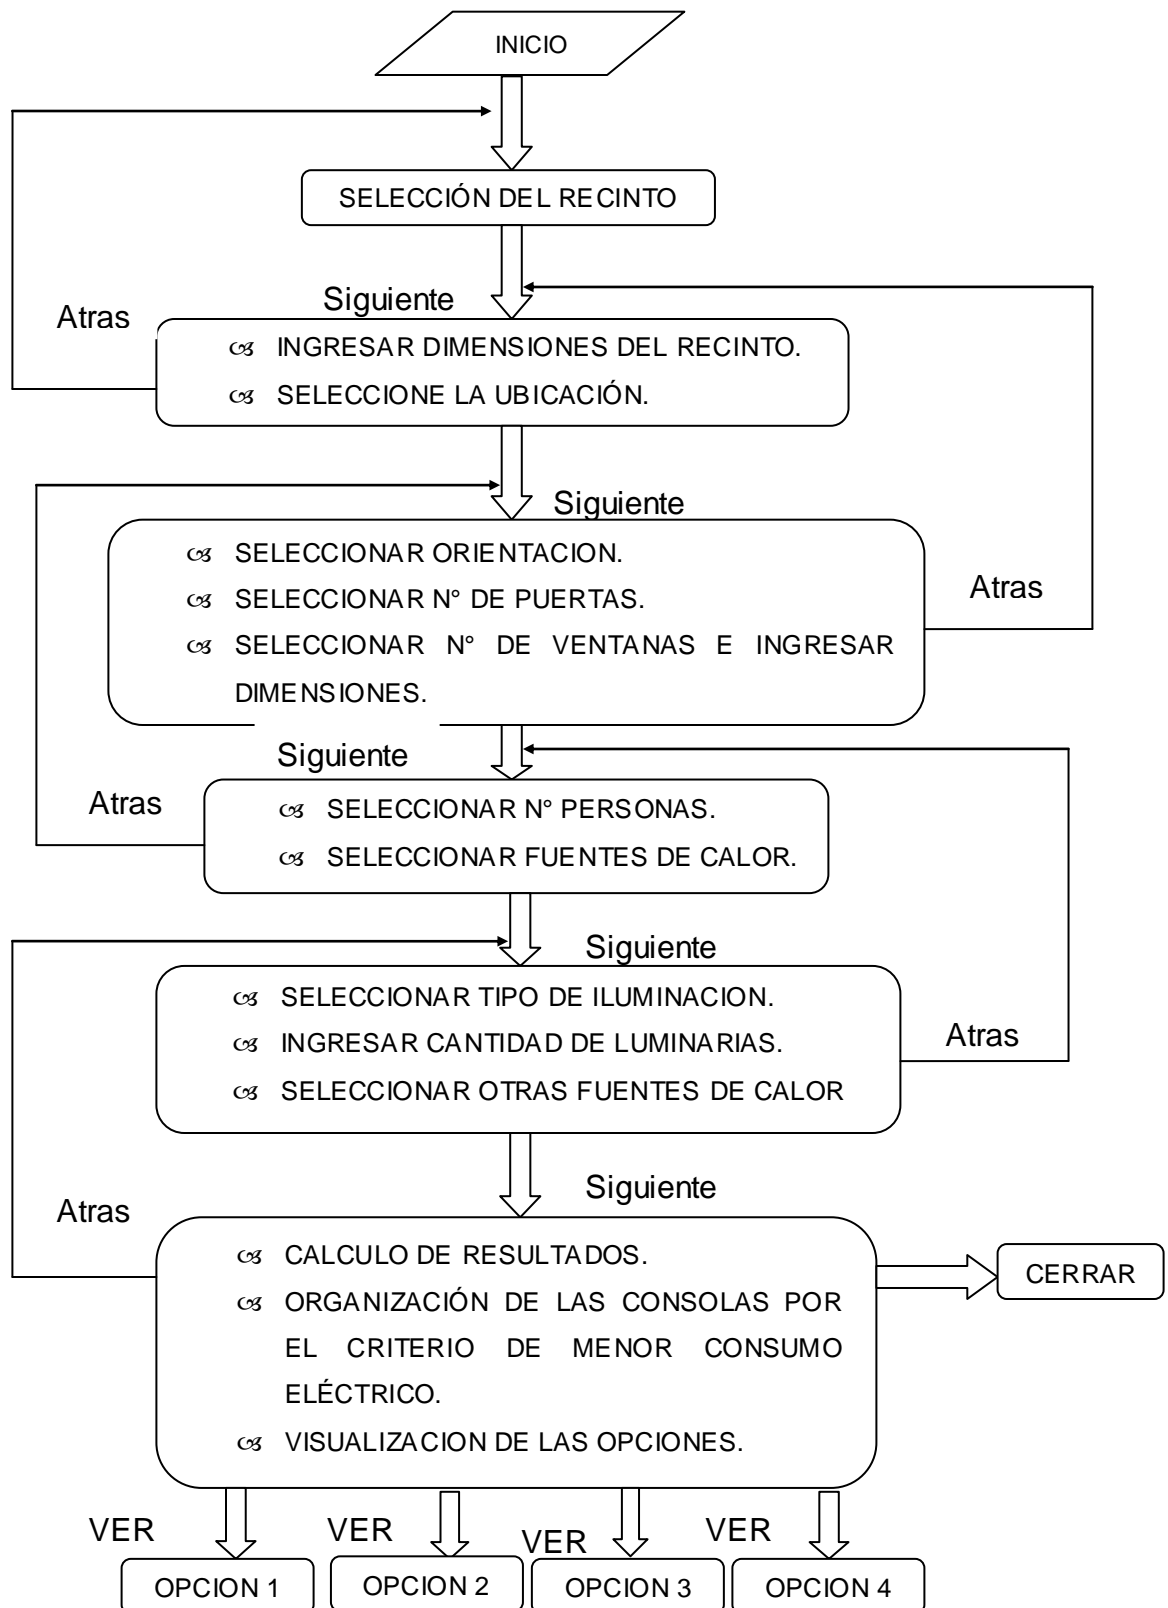 INICIO
SELECCIÓN DEL RECINTO
Siguiente
Atras
INGRESAR DIMENSIONES DEL RECINTO.
SELECCIONE LA UBICACIÓN.
Siguiente
SELECCIONAR ORIENTACION.
SELECCIONAR N° DE PUERTAS.
SELECCIONAR N° DE VENTANAS E INGRESAR
DIMENSIONES.
Atras
Siguiente
Atras
SELECCIONAR N° PERSONAS.
SELECCIONAR FUENTES DE CALOR.
Siguiente
SELECCIONAR TIPO DE ILUMINACION.
INGRESAR CANTIDAD DE LUMINARIAS.
SELECCIONAR OTRAS FUENTES DE CALOR
Atras
Siguiente
Atras
CALCULO DE RESULTADOS.
ORGANIZACIÓN DE LAS CONSOLAS POR
EL CRITERIO DE MENOR CONSUMO
ELÉCTRICO.
VISUALIZACION DE LAS OPCIONES.
CERRAR
VER
VER
VER
VER
OPCION 1
OPCION 2
OPCION 3
OPCION 4